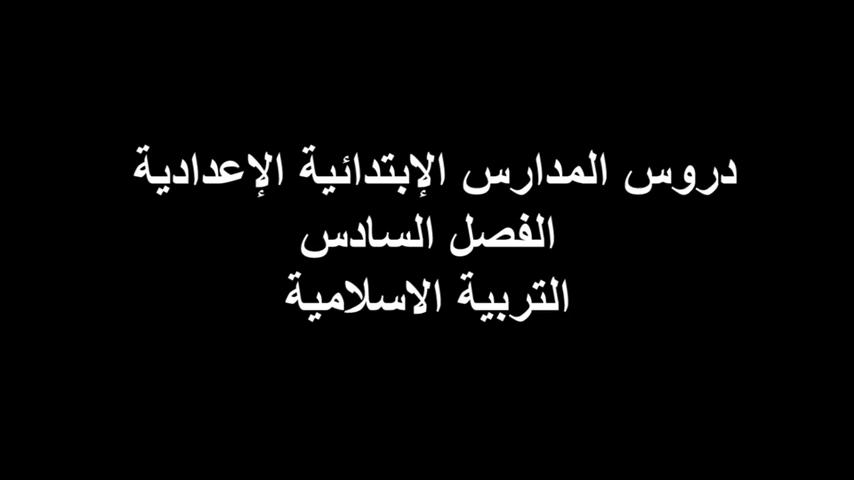 دروس المدارس الإبتدائية الإعدادية
الفصل السادس
التربية الاسلامية